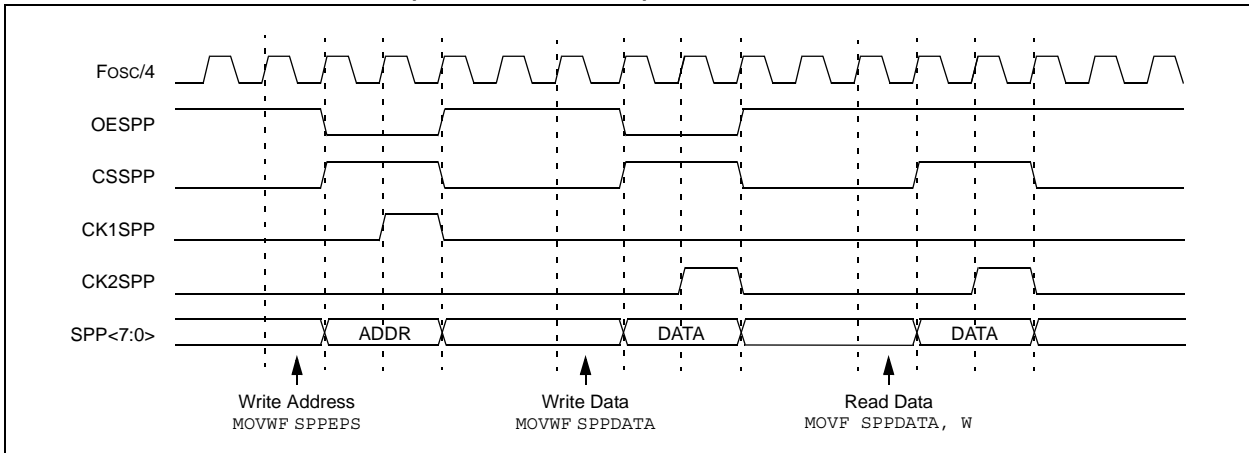 Fosc/4
OESPP
CSSPP
CK1SPP
CK2SPP
SPP<7:0>
ADDR DATA DATA
Write Address Write Data Read Data
MOVWF SPPEPS MOVWF SPPDATA MOVF SPPDATA, W